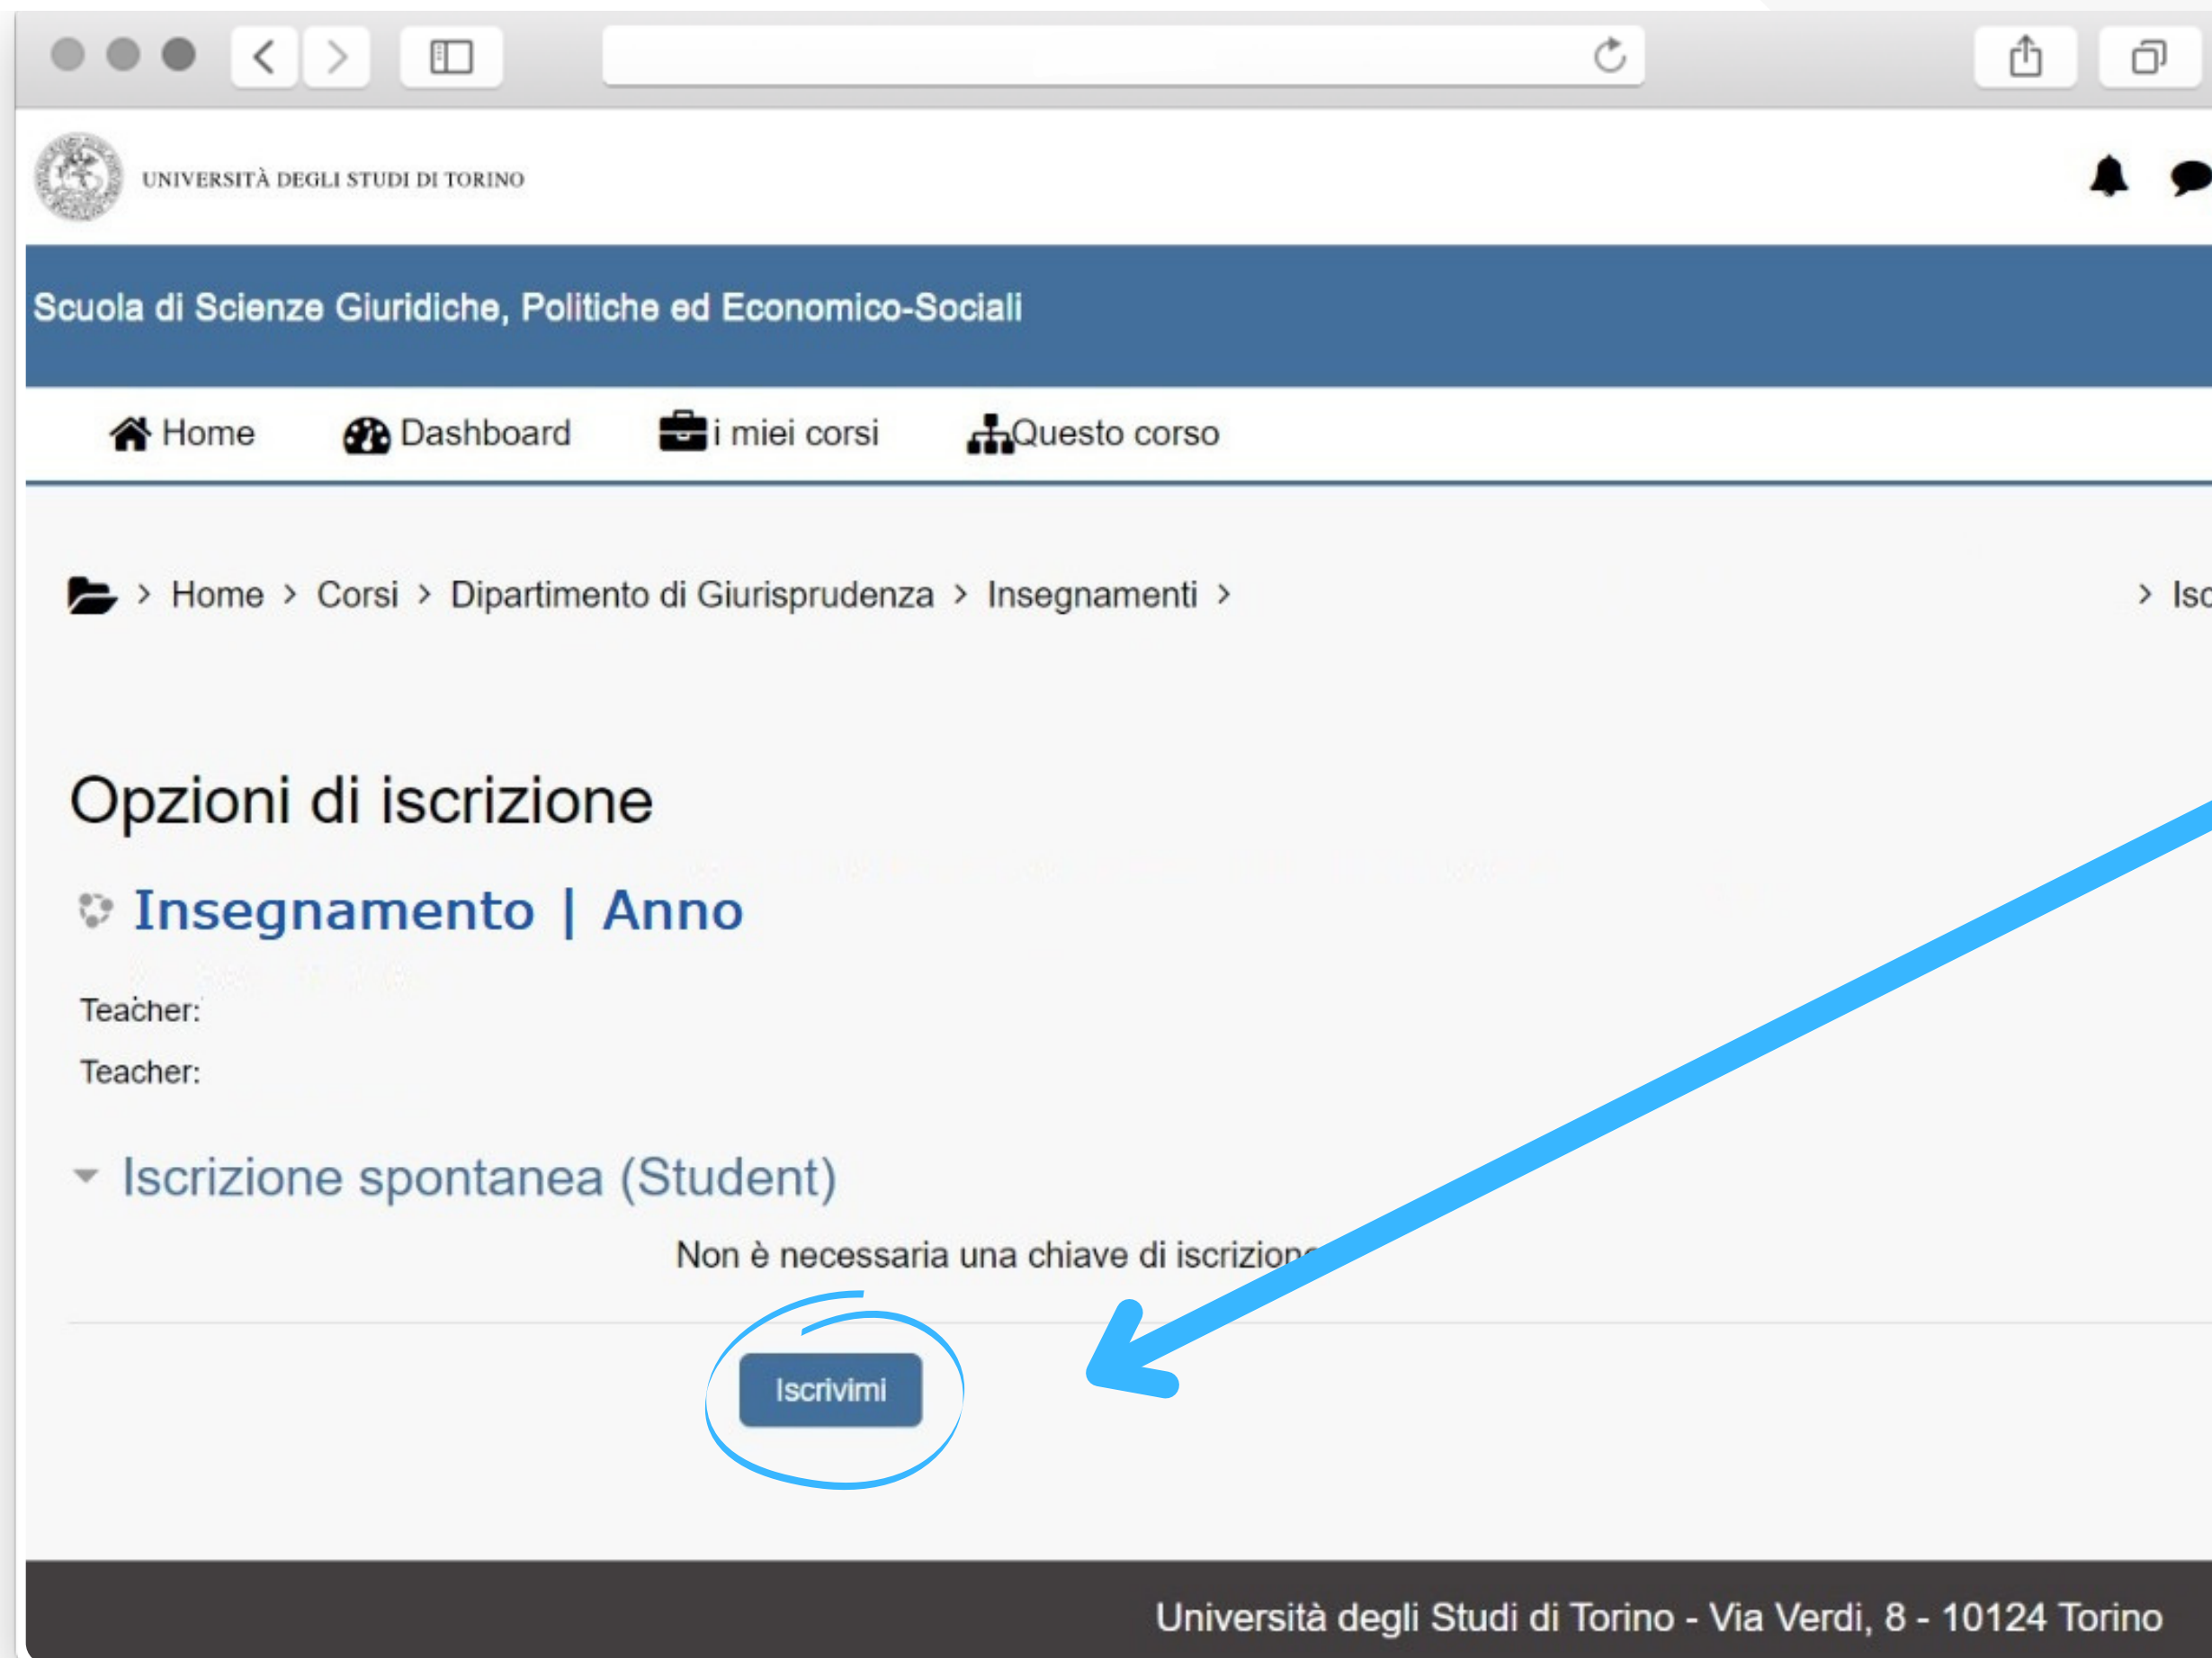 UNIVERSITÀ DEGLI STUDI DI TORINO
Scuola di Scienze Giuridiche, Politiche ed Economico-Sociali
Home Dashboard i miei corsi Questo corso
> Home > Corsi > Dipartimento di Giurisprudenza > Insegnamenti > > Isc
Opzioni di iscrizione
Insegnamento | Anno
Teacher:
Teacher:
Iscrizione spontanea (Student)
Non è necessaria una chiave di iscrizione
Iscrivimi
Università degli Studi di Torino - Via Verdi, 8 - 10124 Torino